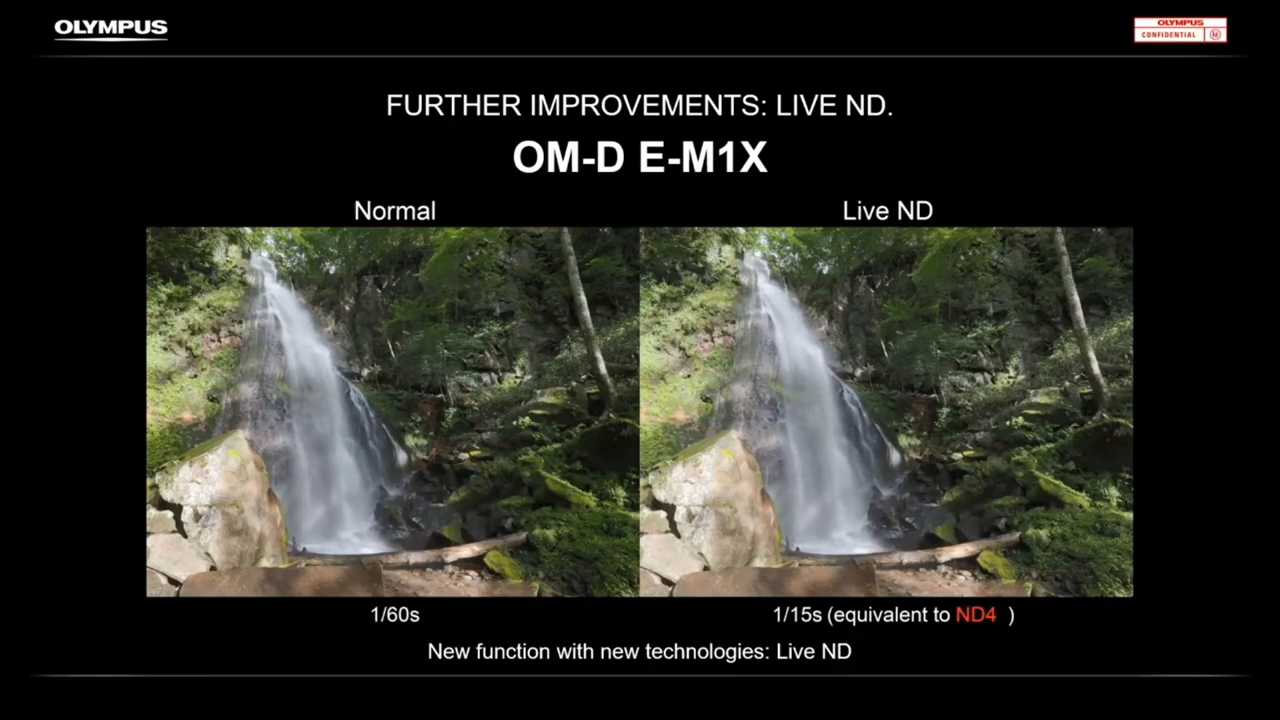 OLYMPUS
OLYMPUS
CONFIDENTIAL
FURTHER IMPROVEMENTS: LIVE ND.
OM-D E-M1X
Normal
Live ND
1/60s
1/15s (equivalent to ND4 )
New function with new technologies: Live ND